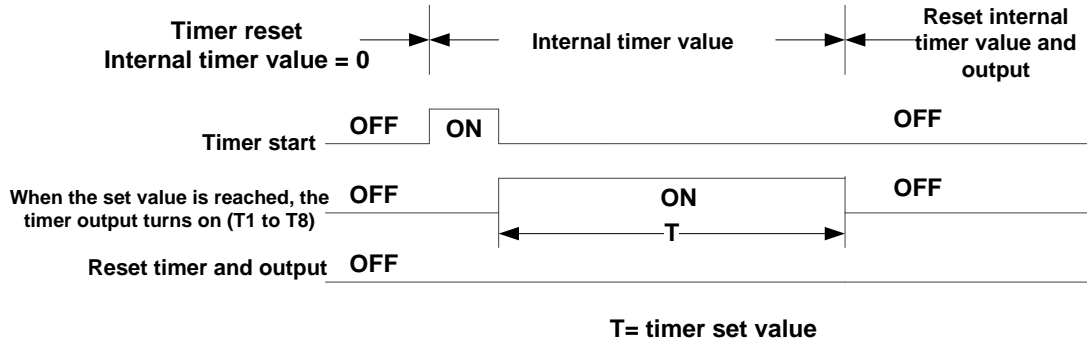 Timer reset
Internal timer value = 0
Internal timer value
Reset internal
timer value and
output
Timer start
OFF
ON
OFF
When the set value is reached, the
timer output turns on (T1 to T8)
OFF
ON
OFF
T
Reset timer and output
OFF
T= timer set value